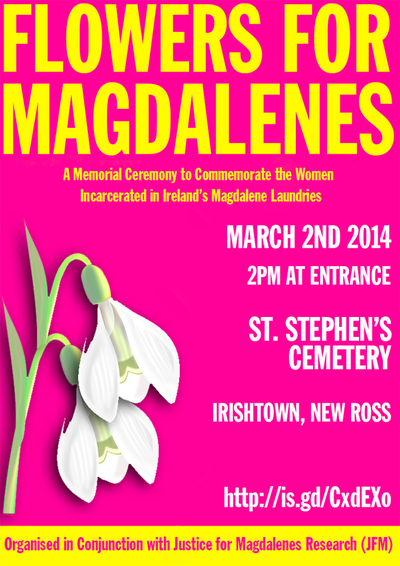 FLOWERS FOR
MAGDALENES
A Memorial Ceremony to Commemorate the Women
Incarcerated in Ireland's Magdalene Laundries
MARCH 2ND 2014
2PM AT ENTRANCE
ST. STEPHEN'S
CEMETERY
IRISHTOWN, NEW ROSS
http://is.gd/CxdEXo
Organised in Conjunction with Justice for Magdalenes Research (JFM)